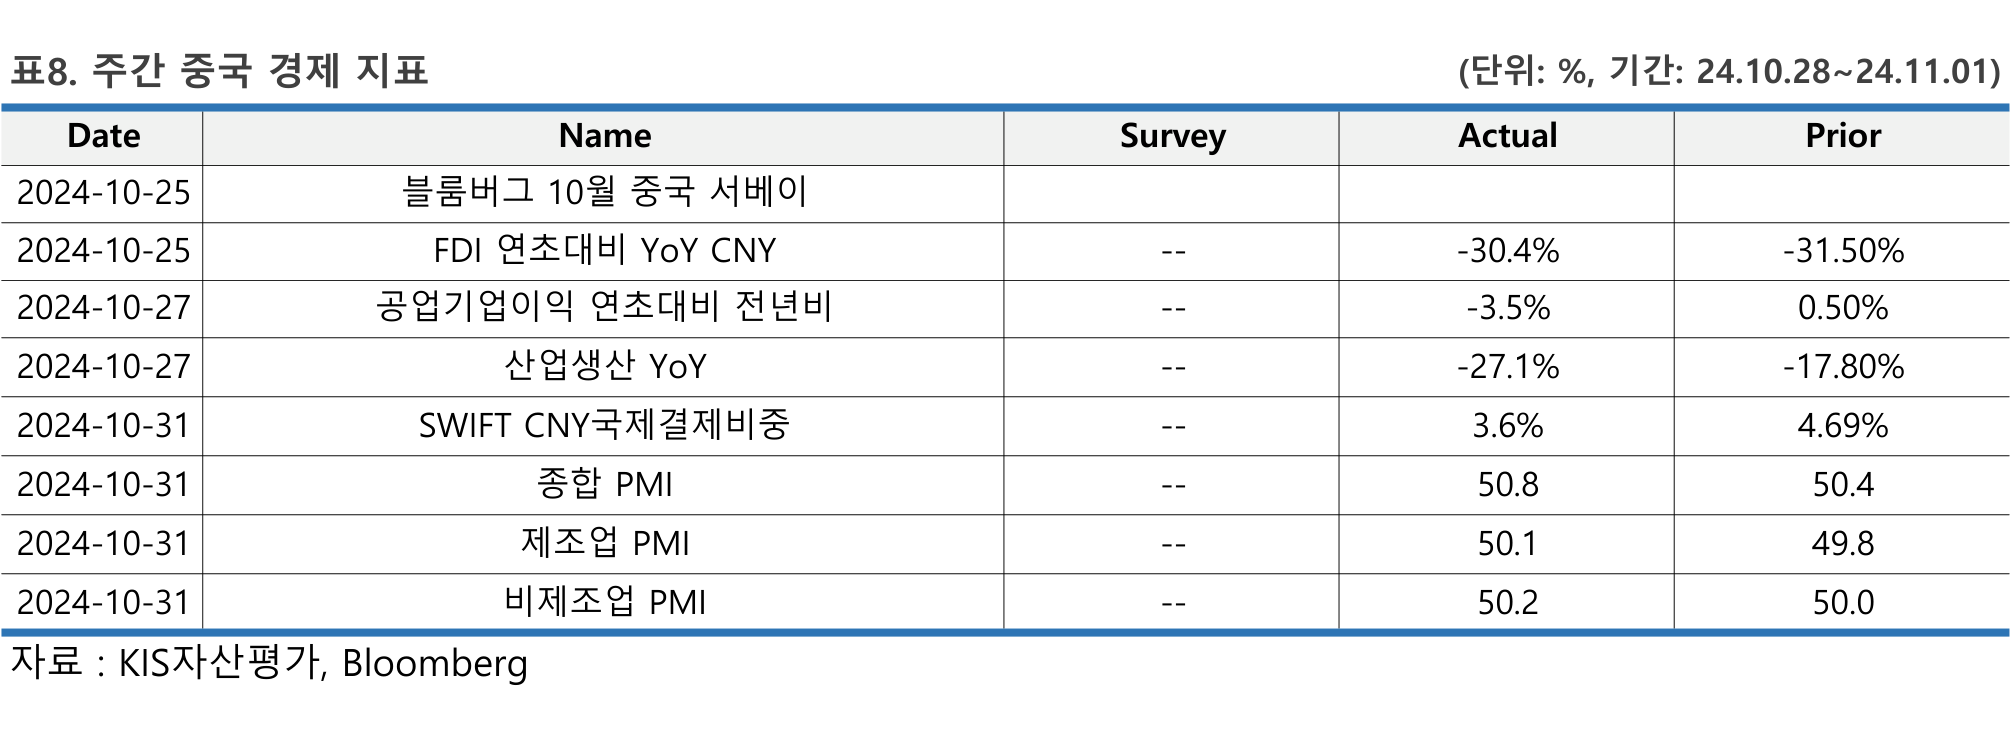 표8. 주간 중국 경제 지표 (단위: %, 기간: 24.10.28~24.11.01)
Date Name Survey Actual Prior
2024-10-25 블룸버그 10월 중국 서베이
2024-10-25 FDI 연초대비 YoY CNY -- -30.4% -31.50%
2024-10-27 공업기업이익 연초대비 전년비 -- -3.5% 0.50%
2024-10-27 산업생산 YoY -- -27.1% -17.80%
2024-10-31 SWIFT CNY국제결제비중 -- 3.6% 4.69%
2024-10-31 종합 PMI -- 50.8 50.4
2024-10-31 제조업 PMI -- 50.1 49.8
2024-10-31 비제조업 PMI -- 50.2 50.0
자료 : KIS자산평가, Bloomberg